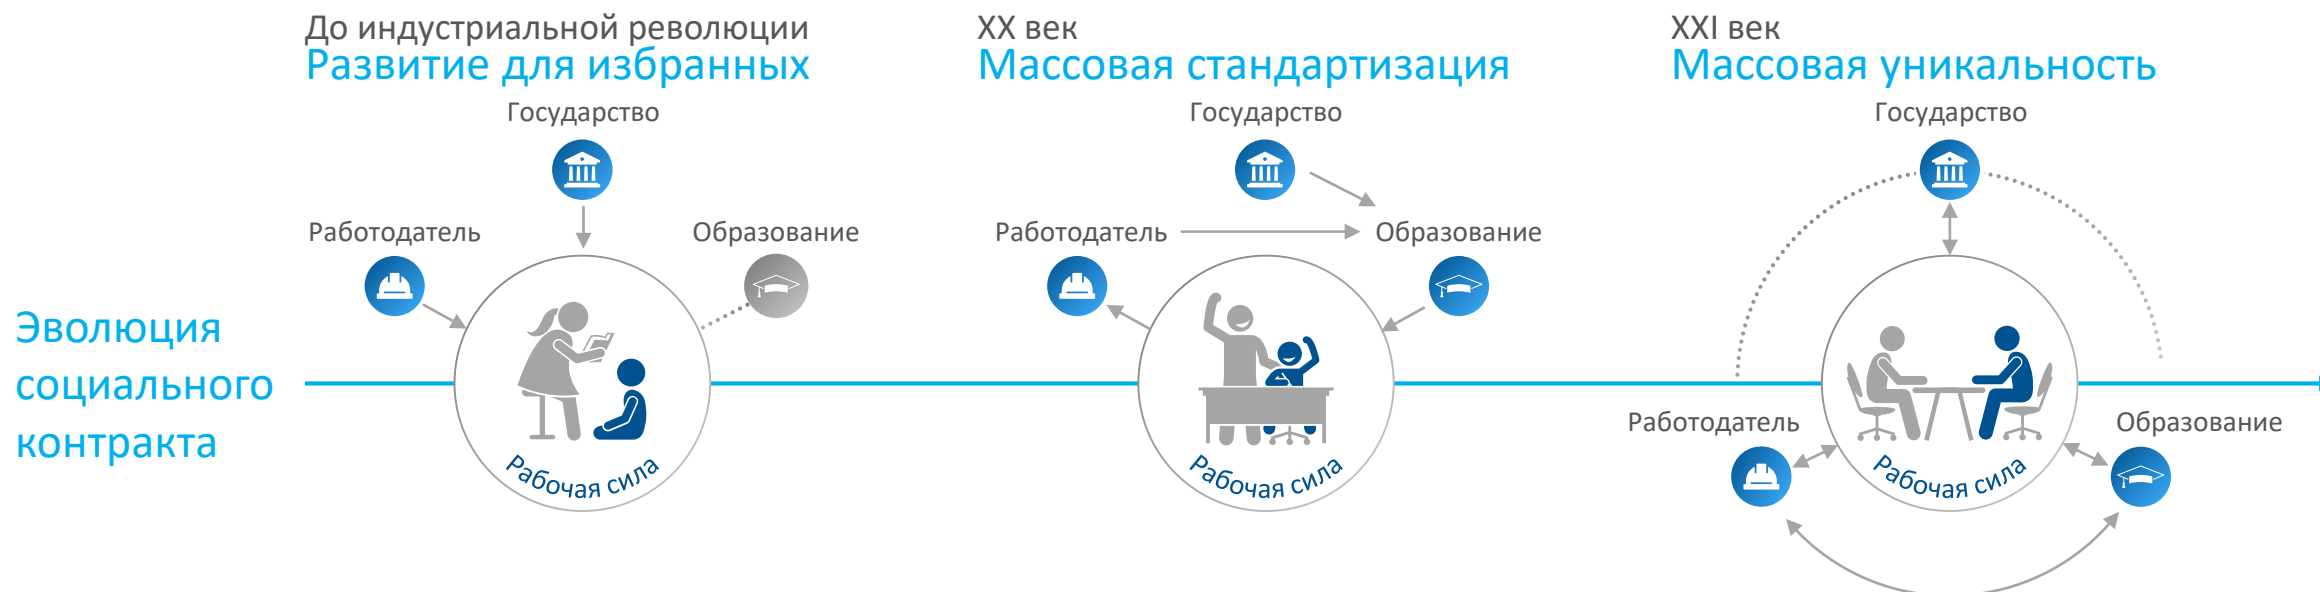 До индустриальной революции
Развитие для избранных
Государство
Работодатель
Образование
Рабочая сила
XX век
Массовая стандартизация
Государство
Работодатель
Образование
Рабочая сила
XXI век
Массовая уникальность
Государство
Работодатель
Образование
Рабочая сила
Эволюция
социального
контракта